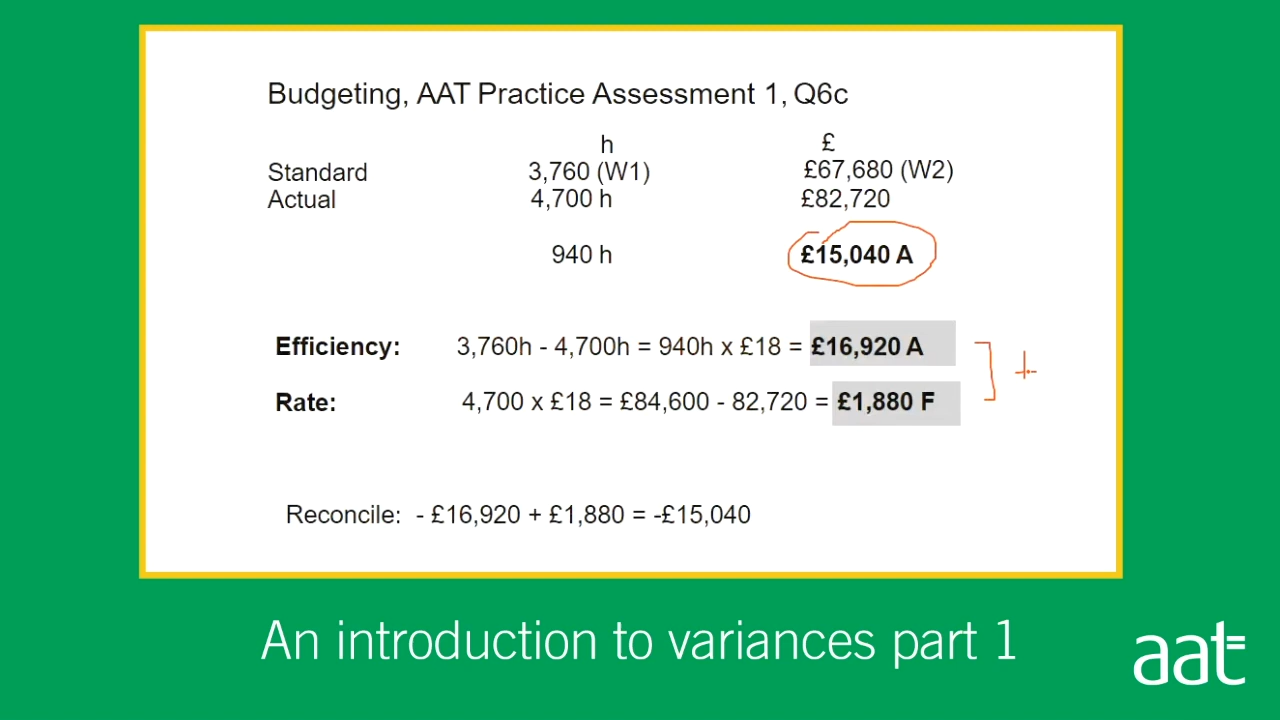 Budgeting, AAT Practice Assessment 1, Q6c
h £
Standard 3,760 (W1) £67,680 (W2)
Actual 4,700 h £82,720
940 h £15,040 A
Efficiency: 3,760h - 4,700h = 940h x £18 = £16,920 A
+
Rate: 4,700 x £18 = £84,600 - 82,720 = £1,880 F
Reconcile: - £16,920 + £1,880 = -£15,040
An introduction to variances part 1
aat